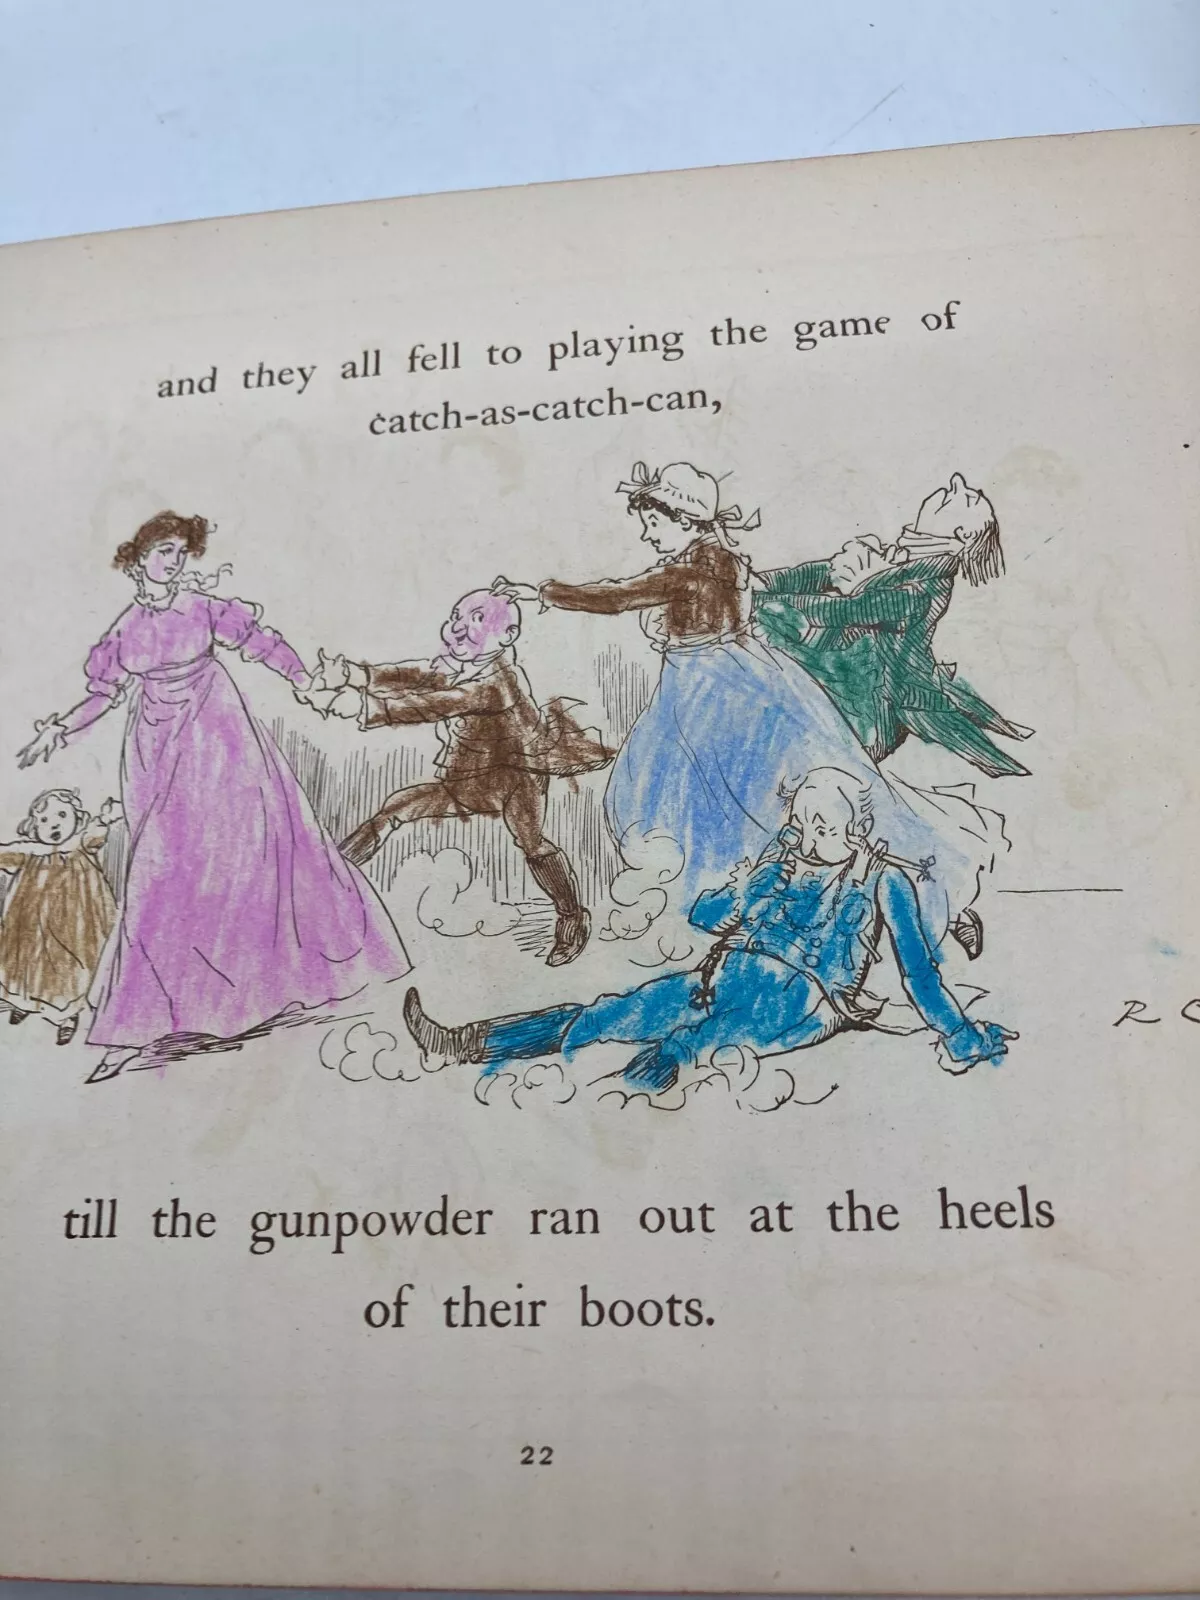 and they all fell to playing the game of
catch-as-catch-can,
R C
till the gunpowder ran out at the heels
of their boots.
22